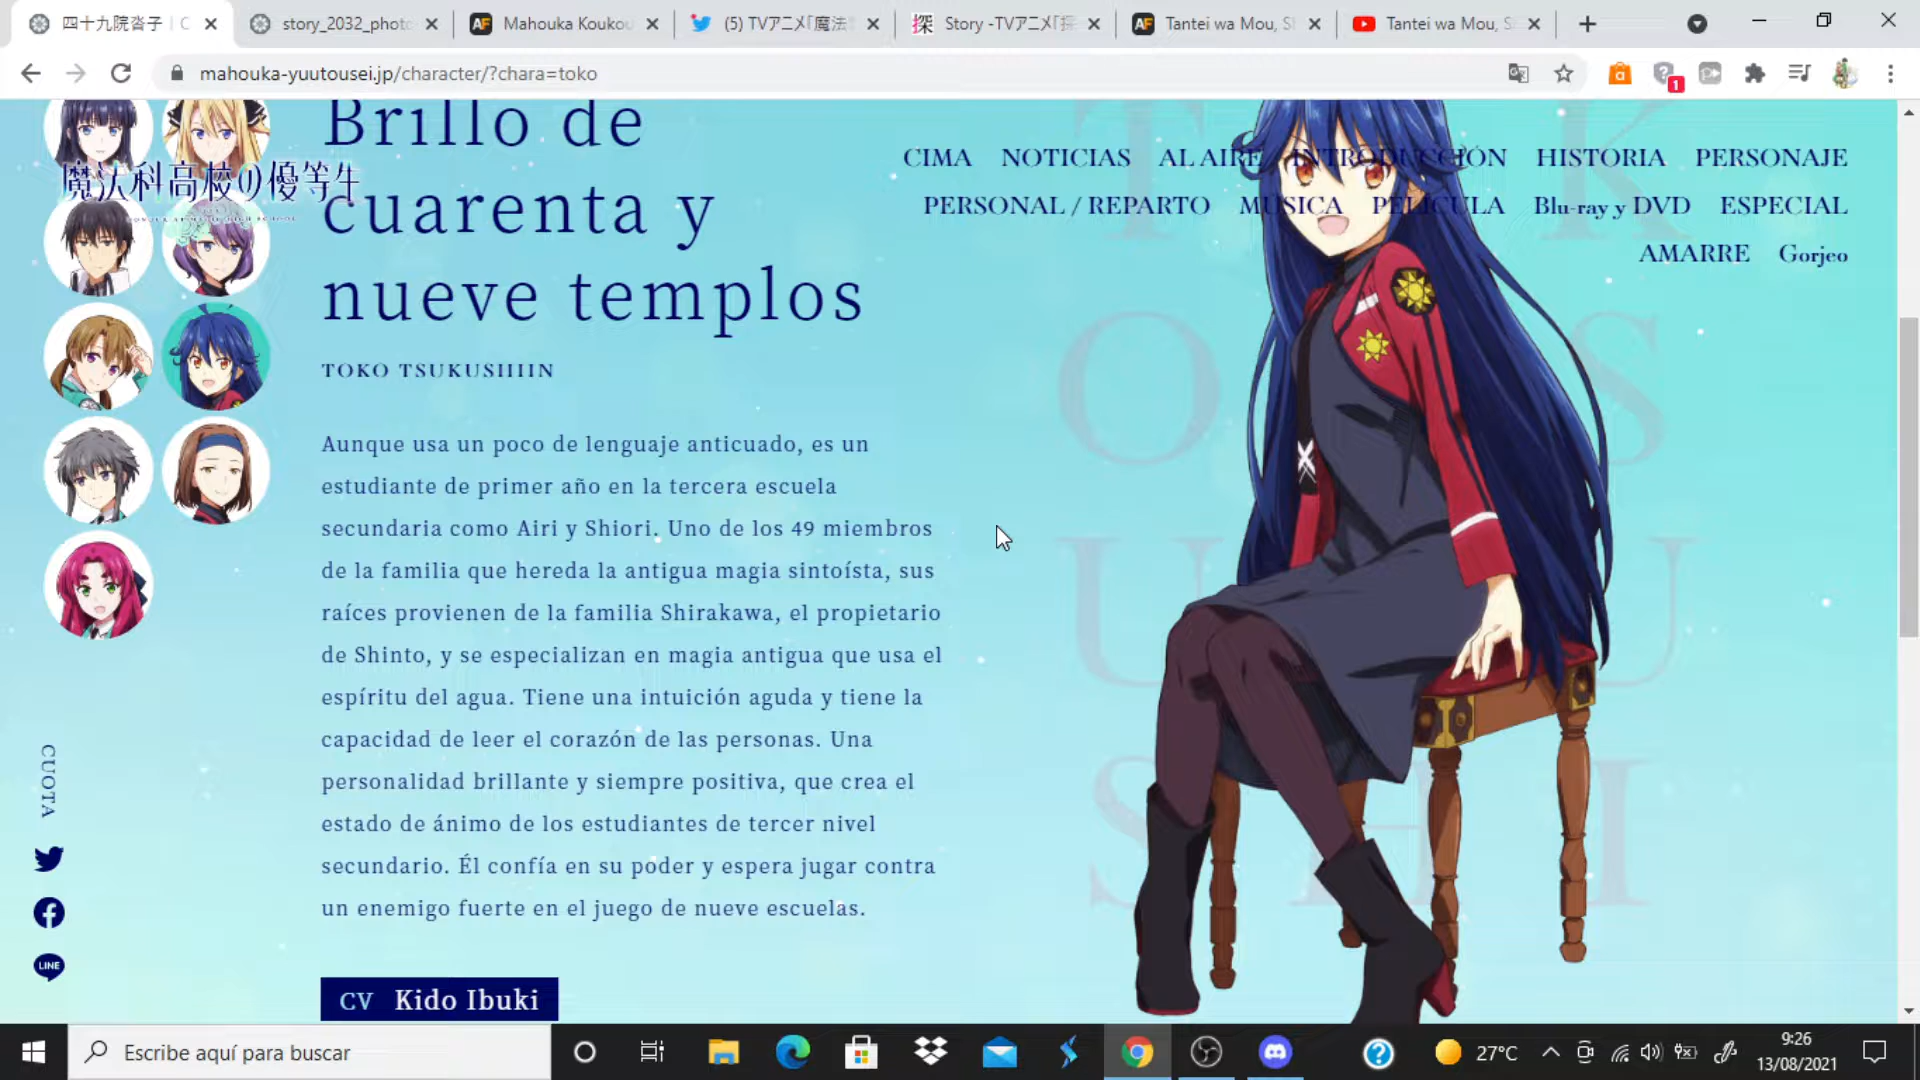 四十九院沓子 | C
story_2032_photo
Mahouka Koukou
(5) TVアニメ「魔法
Story -TVアニメ「探
Tantei wa Mou, S
Tantei wa Mou, S
mahouka-yuutousei.jp/character/?chara=toko
1
魔法科高校の優等生
CIMA NOTICIAS AL AIRE INTRODUCCIÓN HISTORIA PERSONAJE
PERSONAL / REPARTO MÚSICA PELÍCULA Blu-ray y DVD ESPECIAL
AMARRE Gorjeo
Brillo de
cuarenta y
nueve templos
TOKO TSUKUSHIIN
Aunque usa un poco de lenguaje anticuado, es un
estudiante de primer año en la tercera escuela
secundaria como Airi y Shiori. Uno de los 49 miembros
de la familia que hereda la antigua magia sintoísta, sus
raíces provienen de la familia Shirakawa, el propietario
de Shinto, y se especializan en magia antigua que usa el
espíritu del agua. Tiene una intuición aguda y tiene la
capacidad de leer el corazón de las personas. Una
personalidad brillante y siempre positiva, que crea el
estado de ánimo de los estudiantes de tercer nivel
secundario. Él confía en su poder y espera jugar contra
un enemigo fuerte en el juego de nueve escuelas.
CV Kido Ibuki
CUOTA
LINE
T K
O S
U U
S H I
Escribe aquí para buscar
27°C
9:26
13/08/2021